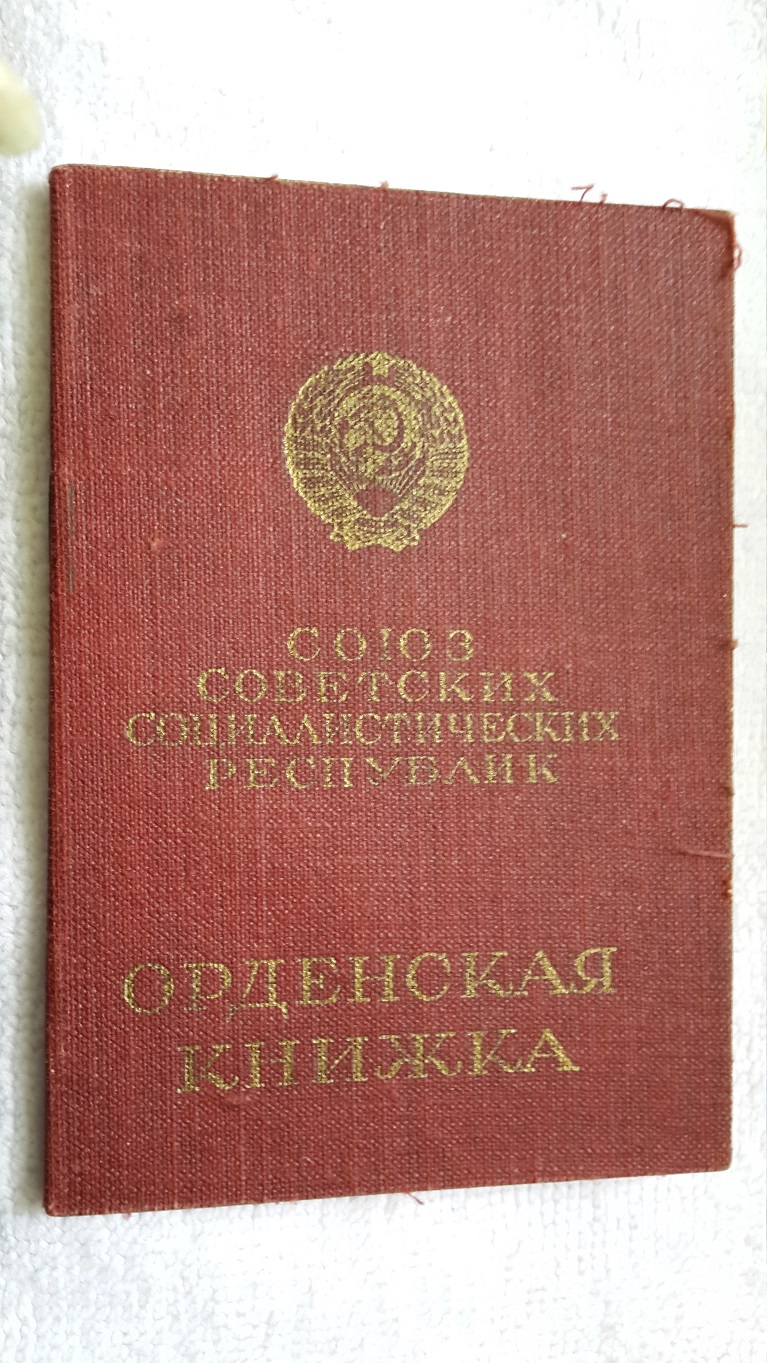 СОЮЗ
СОВЕТСКИХ
СОЦИАЛИСТИЧЕСКИХ
РЕСПУБЛИК
ОРДЕНСКАЯ
КНИЖКА